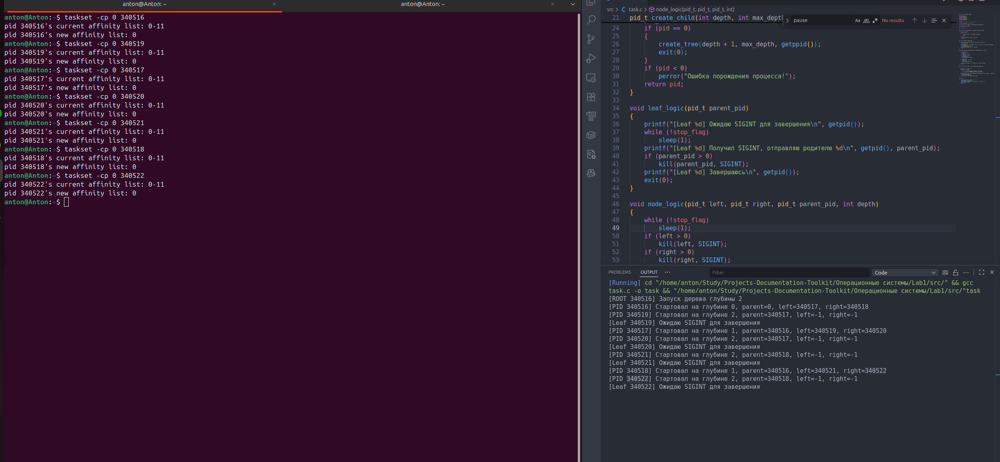 anton@Anton: ~
anton@Anton: ~
anton@Anton:~$ taskset -cp 0 340516
pid 340516's current affinity list: 0-11
pid 340516's new affinity list: 0
anton@Anton:~$ taskset -cp 0 340519
pid 340519's current affinity list: 0-11
pid 340519's new affinity list: 0
anton@Anton:~$ taskset -cp 0 340517
pid 340517's current affinity list: 0-11
pid 340517's new affinity list: 0
anton@Anton:~$ taskset -cp 0 340520
pid 340520's current affinity list: 0-11
pid 340520's new affinity list: 0
anton@Anton:~$ taskset -cp 0 340521
pid 340521's current affinity list: 0-11
pid 340521's new affinity list: 0
anton@Anton:~$ taskset -cp 0 340518
pid 340518's current affinity list: 0-11
pid 340518's new affinity list: 0
anton@Anton:~$ taskset -cp 0 340522
pid 340522's current affinity list: 0-11
pid 340522's new affinity list: 0
anton@Anton:~$
src > C task.c > node_logic(pid_t, pid_t, pid_t, int)
21 pid_t create_child(int depth, int max_depth
pause Aa ab No results
24 if (pid == 0)
25 {
26 create_tree(depth + 1, max_depth, getppid());
27 exit(0);
28 }
29 if (pid < 0)
30 perror("Ошибка порождения процесса!");
31 return pid;
32 }
33
34 void leaf_logic(pid_t parent_pid)
35 {
36 printf("[Leaf %d] Ожидаю SIGINT для завершения\n", getpid());
37 while (!stop_flag)
38 sleep(1);
39 printf("[Leaf %d] Получил SIGINT, отправляю родителю %d\n", getpid(), parent_pid);
40 if (parent_pid > 0)
41 kill(parent_pid, SIGINT);
42 printf("[Leaf %d] Завершаюсь\n", getpid());
43 exit(0);
44 }
45
46 void node_logic(pid_t left, pid_t right, pid_t parent_pid, int depth)
47 {
48 while (!stop_flag)
49 sleep(1);
50 if (left > 0)
51 kill(left, SIGINT);
52 if (right > 0)
53 kill(right, SIGINT);
PROBLEMS OUTPUT ... Filter Code
[Running] cd "/home/anton/Study/Projects-Documentation-Toolkit/Операционные системы/Lab1/src/" && gcc
task.c -o task && "/home/anton/Study/Projects-Documentation-Toolkit/Операционные системы/Lab1/src/"task
[ROOT 340516] Запуск дерева глубины 2
[PID 340516] Стартовал на глубине 0, parent=0, left=340517, right=340518
[PID 340519] Стартовал на глубине 2, parent=340517, left=-1, right=-1
[Leaf 340519] Ожидаю SIGINT для завершения
[PID 340517] Стартовал на глубине 1, parent=340516, left=340519, right=340520
[PID 340520] Стартовал на глубине 2, parent=340517, left=-1, right=-1
[Leaf 340520] Ожидаю SIGINT для завершения
[PID 340521] Стартовал на глубине 2, parent=340518, left=-1, right=-1
[Leaf 340521] Ожидаю SIGINT для завершения
[PID 340518] Стартовал на глубине 1, parent=340516, left=340521, right=340522
[PID 340522] Стартовал на глубине 2, parent=340518, left=-1, right=-1
[Leaf 340522] Ожидаю SIGINT для завершения